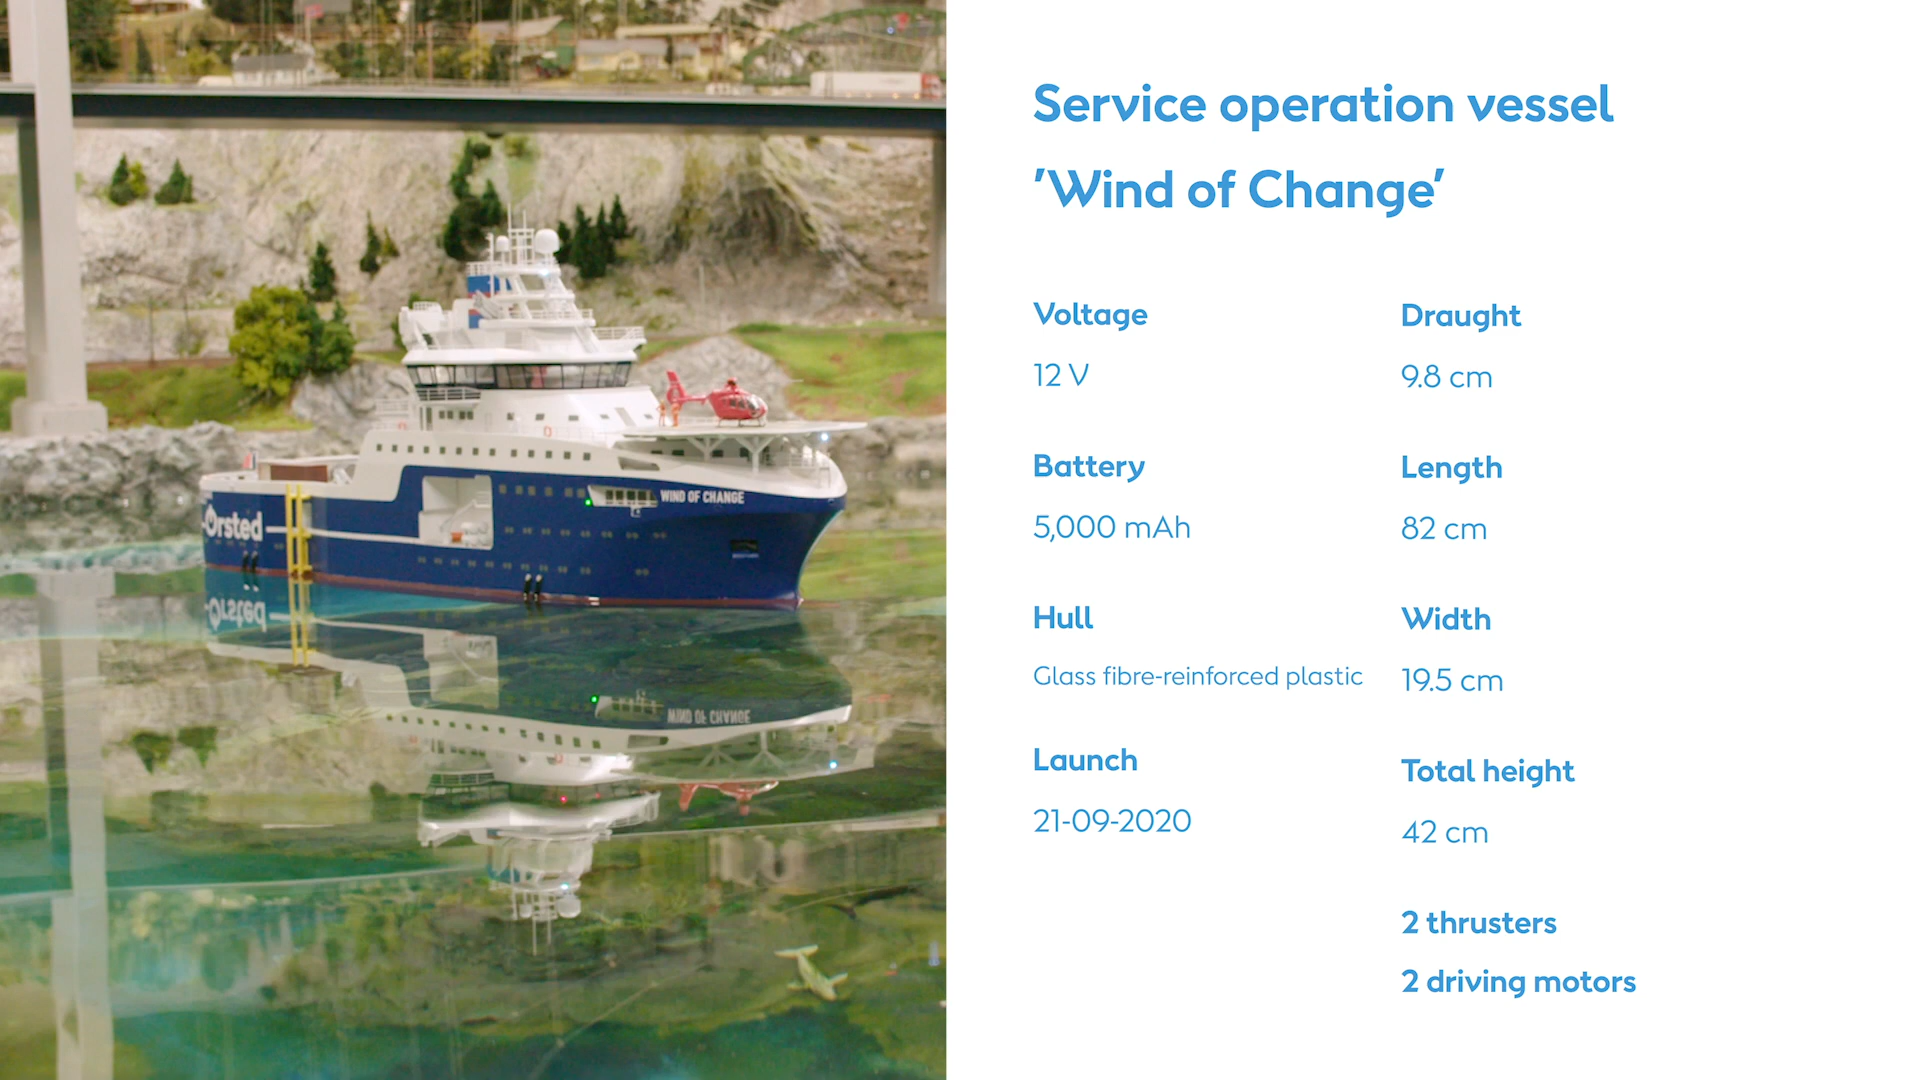 Service operation vessel
'Wind of Change'
Voltage
12 V
Battery
5,000 mAh
Hull
Glass fibre-reinforced plastic
Launch
21-09-2020
Draught
9.8 cm
Length
82 cm
Width
19.5 cm
Total height
42 cm
2 thrusters
2 driving motors
WIND OF CHANGE
Orsted